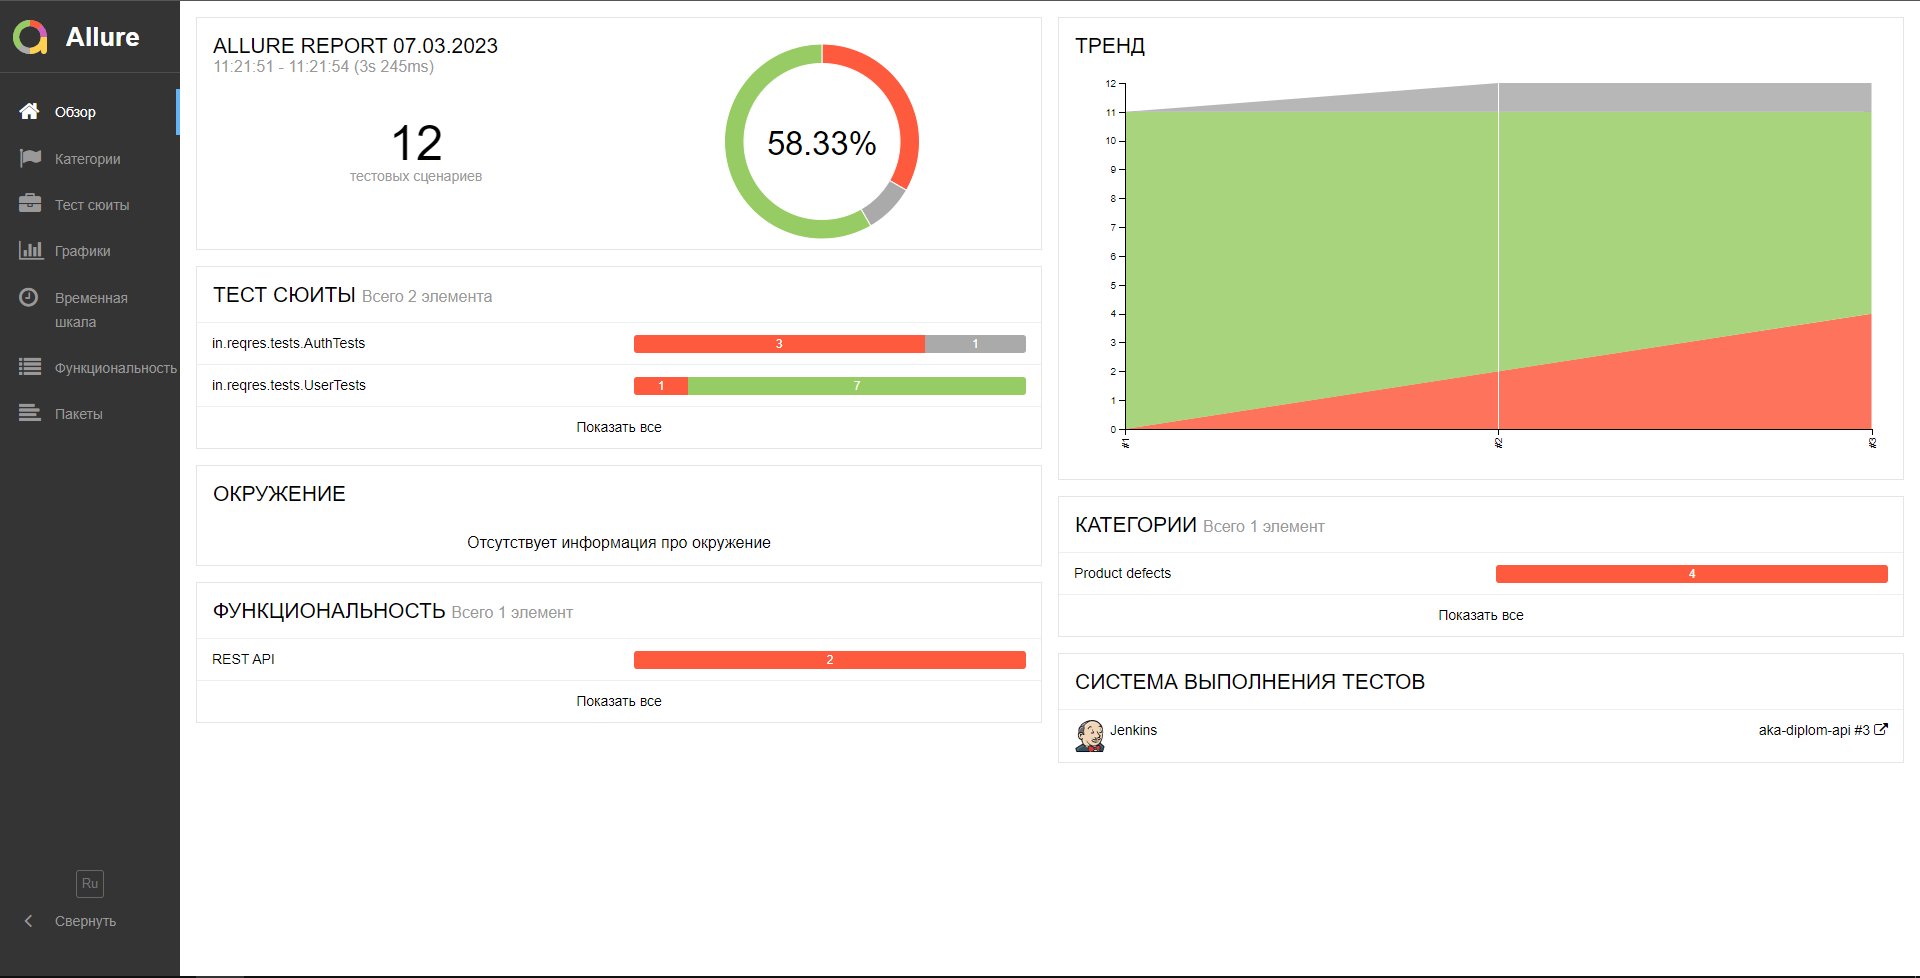 Allure
Обзор
Категории
Тест сюиты
Графики
Временная
шкала
Функциональность
Пакеты
Ru
Свернуть
ALLURE REPORT 07.03.2023
11:21:51 - 11:21:54 (3s 245ms)
12
тестовых сценариев
58.33%
ТЕСТ СЮИТЫ Всего 2 элемента
in.reqres.tests.AuthTests 3 1
in.reqres.tests.UserTests 1 7
Показать все
ОКРУЖЕНИЕ
Отсутствует информация про окружение
ФУНКЦИОНАЛЬНОСТЬ Всего 1 элемент
REST API 2
Показать все
ТРЕНД
12
11
10
9
8
7
6
5
4
3
2
1
0
#1 #2 #3
КАТЕГОРИИ Всего 1 элемент
Product defects 4
Показать все
СИСТЕМА ВЫПОЛНЕНИЯ ТЕСТОВ
Jenkins aka-diplom-api #3